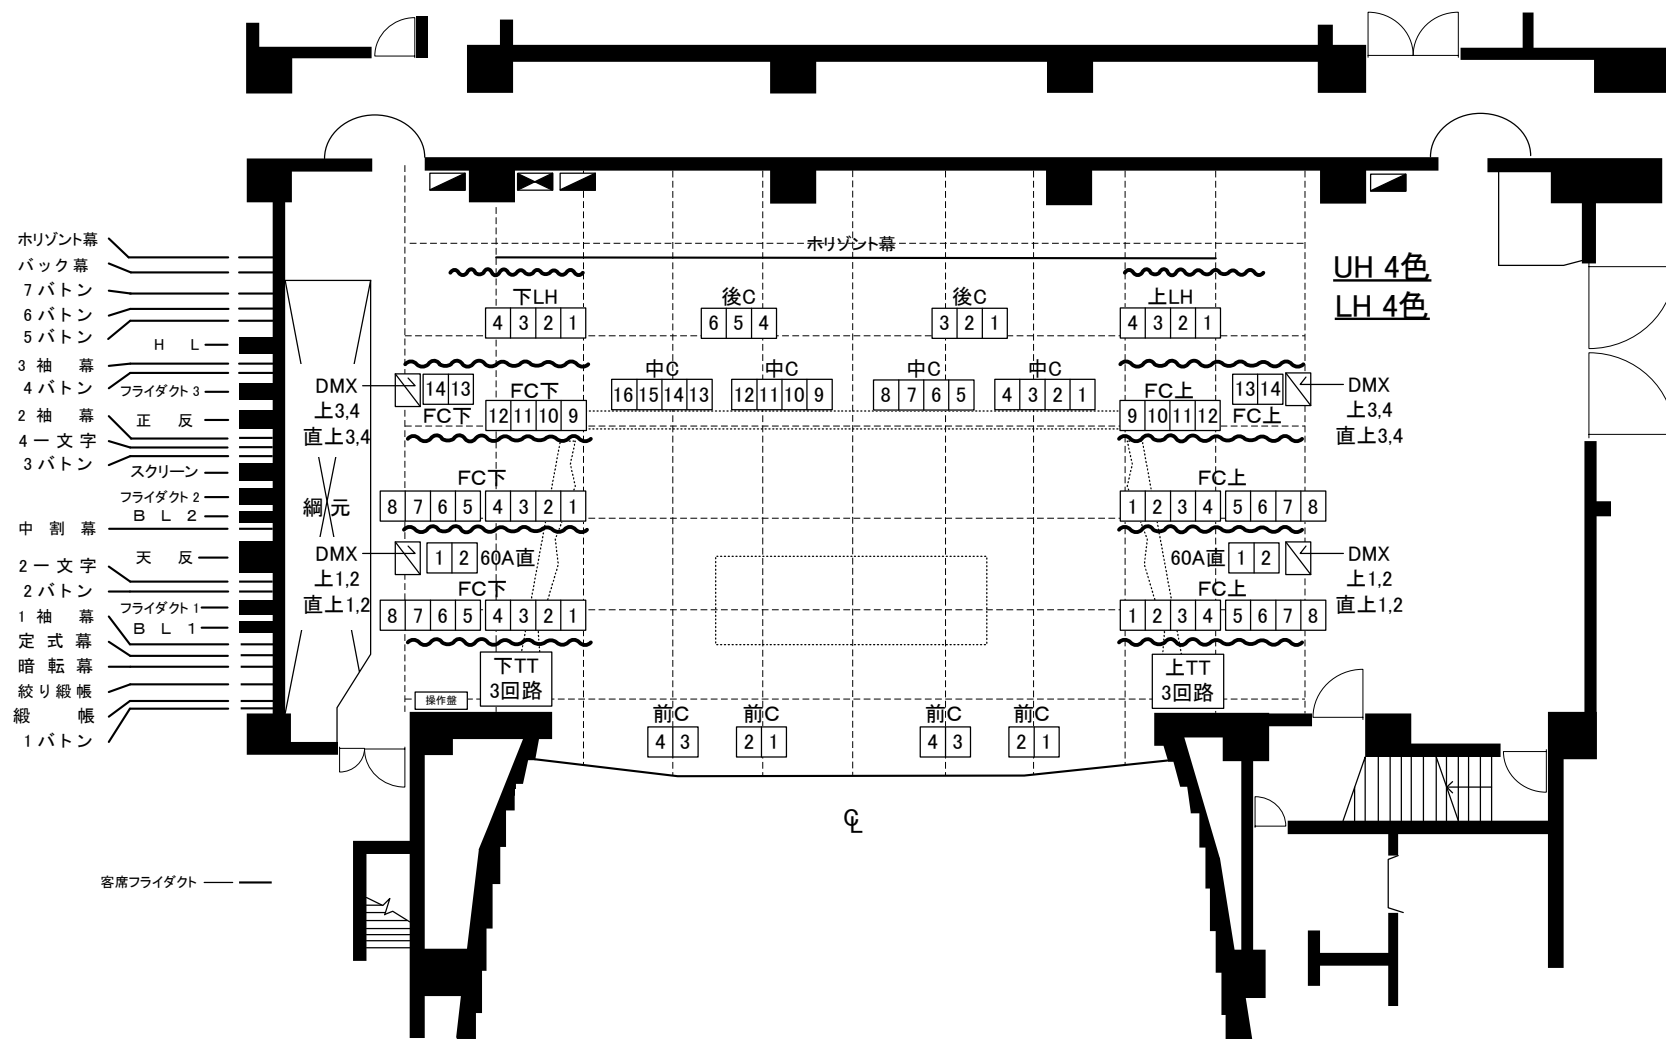 ホリゾント幕
バック幕
7バトン
6バトン
5バトン
H L
3 袖 幕
4バトン
フライダクト3
2 袖 幕
正 反
4一文字
3バトン
スクリーン
フライダクト2
B L 2
中 割 幕
天 反
2一文字
2バトン
フライダクト1
1 袖 幕
B L 1
定 式 幕
暗 転 幕
絞り緞帳
緞 帳
1バトン
客席フライダクト
ホリゾント幕
UH 4色
LH 4色
下LH
4 3 2 1
後C
6 5 4
後C
3 2 1
上LH
4 3 2 1
DMX
上3,4
直上3,4
14 13
FC下
FC下
12 11 10 9
中C
16 15 14 13
中C
12 11 10 9
中C
8 7 6 5
中C
4 3 2 1
FC上
9 10 11 12
13 14
FC上
DMX
上3,4
直上3,4
綱元
FC下
8 7 6 5 4 3 2 1
FC上
1 2 3 4 5 6 7 8
DMX
上1,2
直上1,2
1 2 60A直
60A直 1 2
DMX
上1,2
直上1,2
FC下
8 7 6 5 4 3 2 1
FC上
1 2 3 4 5 6 7 8
下TT
3回路
上TT
3回路
操作盤
前C
4 3
前C
2 1
前C
4 3
前C
2 1
℄